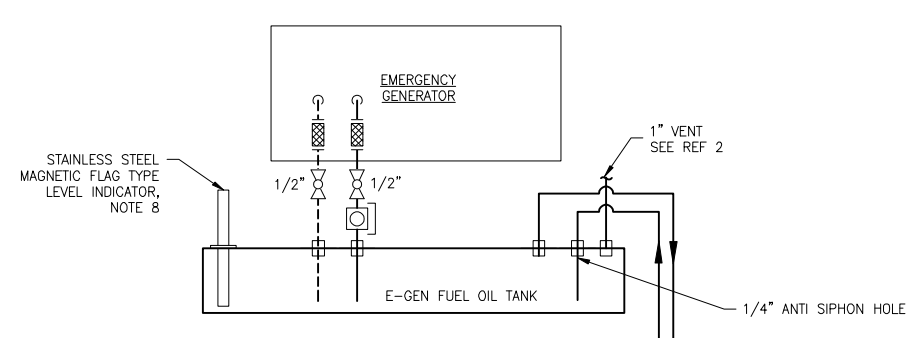 EMERGENCY
GENERATOR
1" VENT
SEE REF 2
STAINLESS STEEL
MAGNETIC FLAG TYPE
LEVEL INDICATOR,
NOTE 8
1/2"
1/2"
E-GEN FUEL OIL TANK
1/4" ANTI SIPHON HOLE